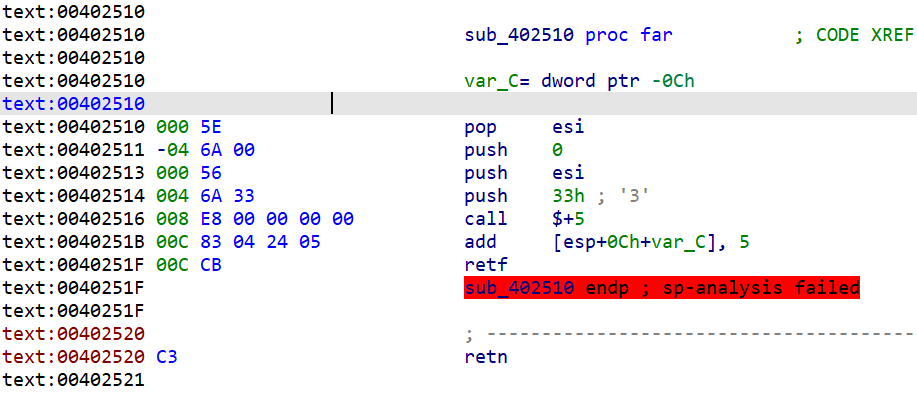 text:00402510
text:00402510 sub_402510 proc far ; CODE XREF
text:00402510
text:00402510 var_C= dword ptr -0Ch
text:00402510
text:00402510 000 5E pop esi
text:00402511 -04 6A 00 push 0
text:00402513 000 56 push esi
text:00402514 004 6A 33 push 33h ; '3'
text:00402516 008 E8 00 00 00 00 call $+5
text:0040251B 00C 83 04 24 05 add [esp+0Ch+var_C], 5
text:0040251F 00C CB retf
text:0040251F sub_402510 endp ; sp-analysis failed
text:0040251F
text:00402520 ; ---------------------------------------
text:00402520 C3 retn
text:00402521